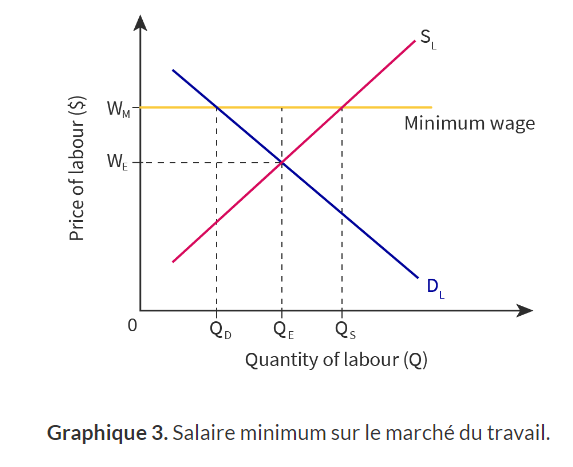 S_L
Price of labour ($)
W_M
Minimum wage
W_E
D_L
0
Q_D
Q_E
Q_S
Quantity of labour (Q)
Graphique 3. Salaire minimum sur le marché du travail.